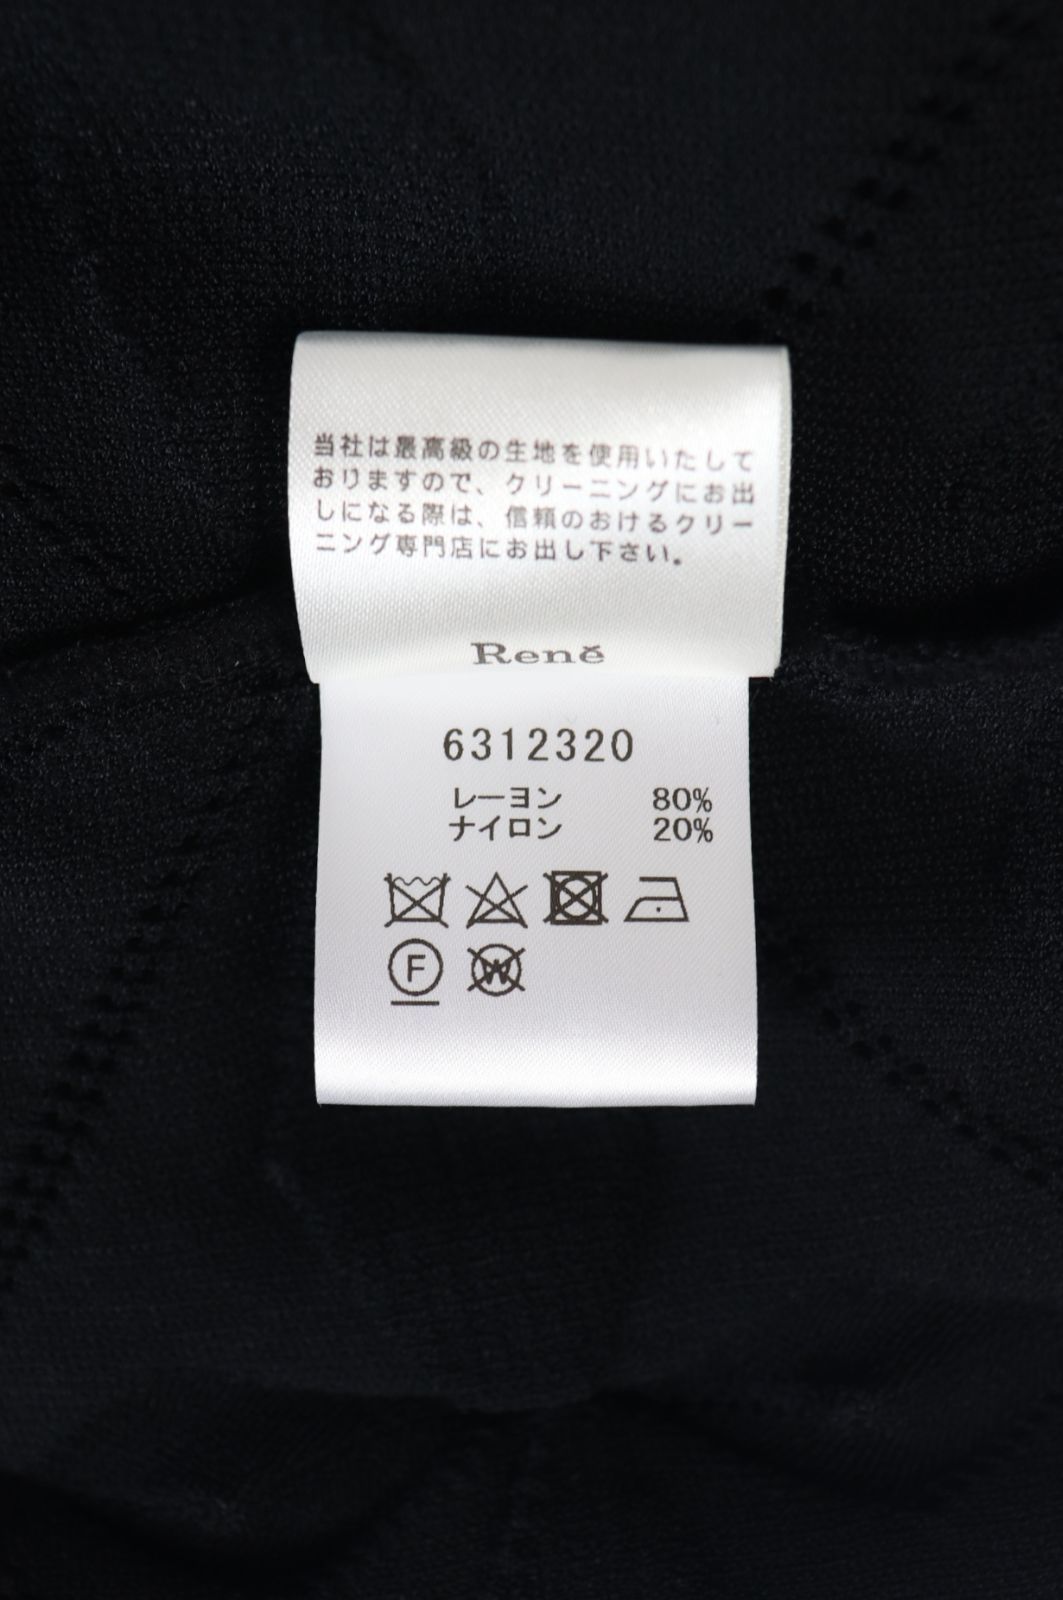 当社は最高級の生地を使用いたして
おりますので、クリーニングにお出
しになる際は、信頼のおけるクリー
ニング専門店にお出し下さい。
René
6312320
レーヨン 80%
ナイロン 20%
F
W